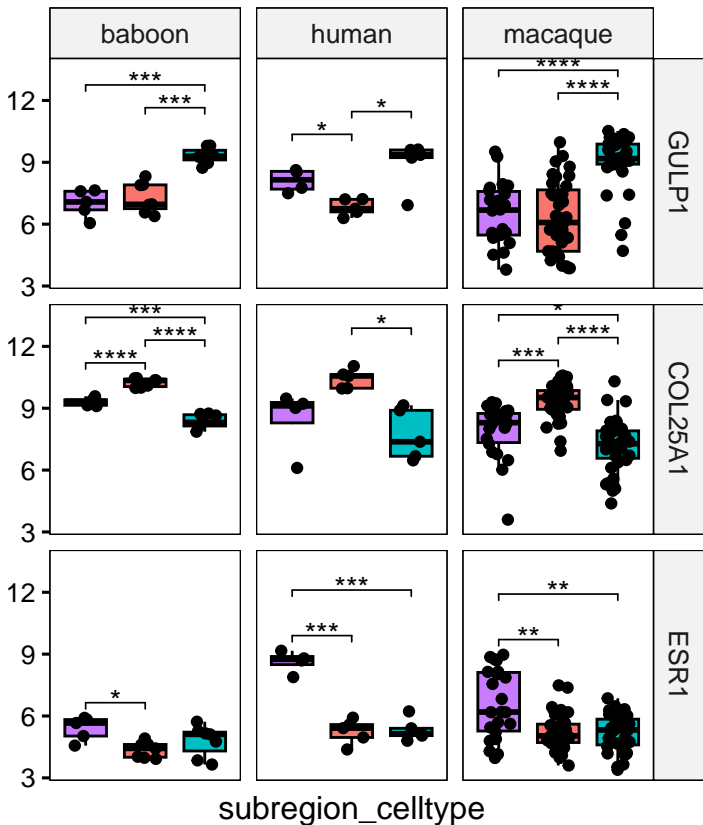 baboon human macaque
*** ****
*** * * ****
12
9
6
3
GULP1
*** *
**** * ****
**** ***
12
9
6
3
COL25A1
*** **
* *** **
12
9
6
3
ESR1
subregion_celltype